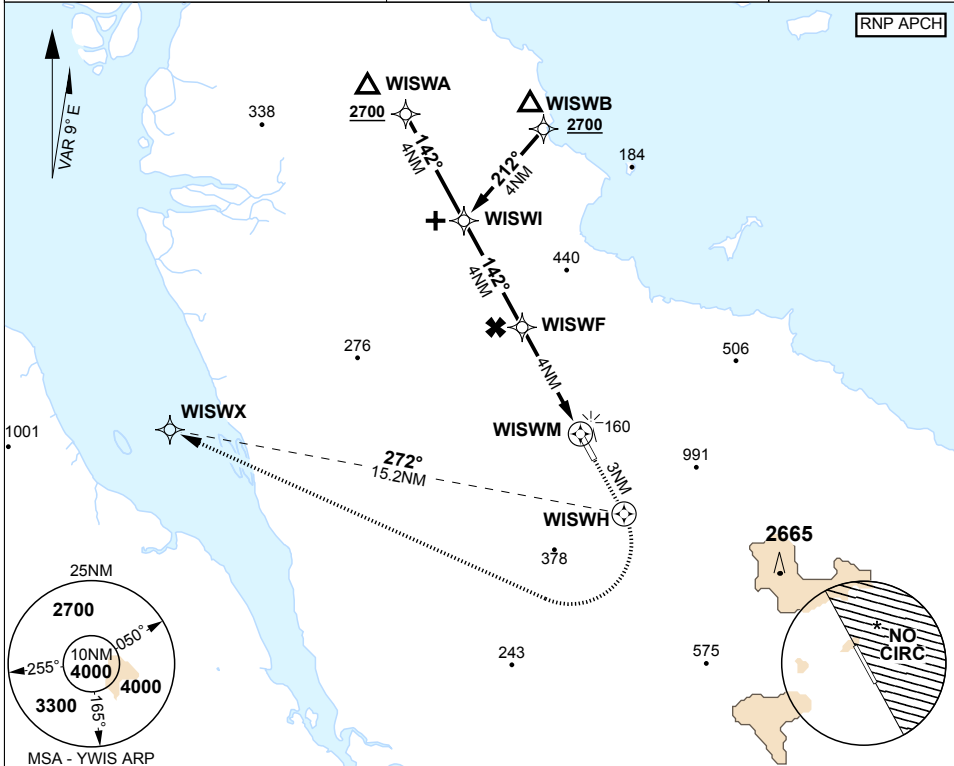 RNP APCH
VAR 9° E
WISWA
2700
WISWB
2700
338
184
142°
4NM
212°
4NM
WISWI
440
142°
4NM
WISWF
276
506
4NM
WISWX
1001
WISWM
160
272°
15.2NM
991
3NM
WISWH
378
2665
25NM
2700
050°
10NM
4000
255°
4000
3300
165°
MSA - YWIS ARP
243
575
* NO
CIRC